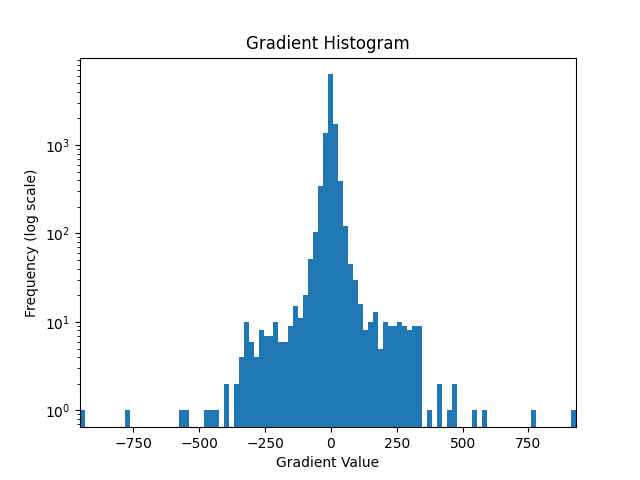 Gradient Histogram
Frequency (log scale)
10³
10²
10¹
10⁰
−750 −500 −250 0 250 500 750
Gradient Value